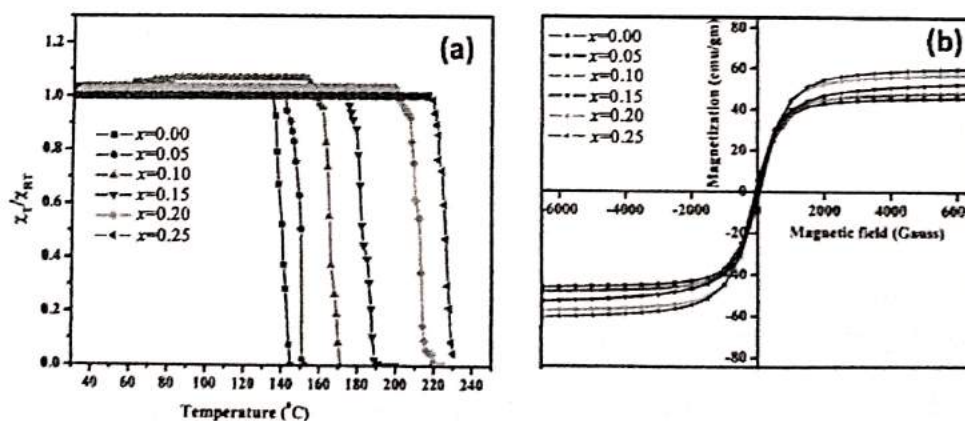 (a)
1.2
1.0
0.8
0.6
0.4
0.2
0.0
χT/χRT
x=0.00
x=0.05
x=0.10
x=0.15
x=0.20
x=0.25
40 60 80 100 120 140 160 180 200 220 240
Temperature (°C)
(b)
80
60
40
20
0
-20
-40
-60
-80
Magnetization (emu/gm)
x=0.00
x=0.05
x=0.10
x=0.15
x=0.20
x=0.25
-6000 -4000 -2000 2000 4000 6000
Magnetic field (Gauss)